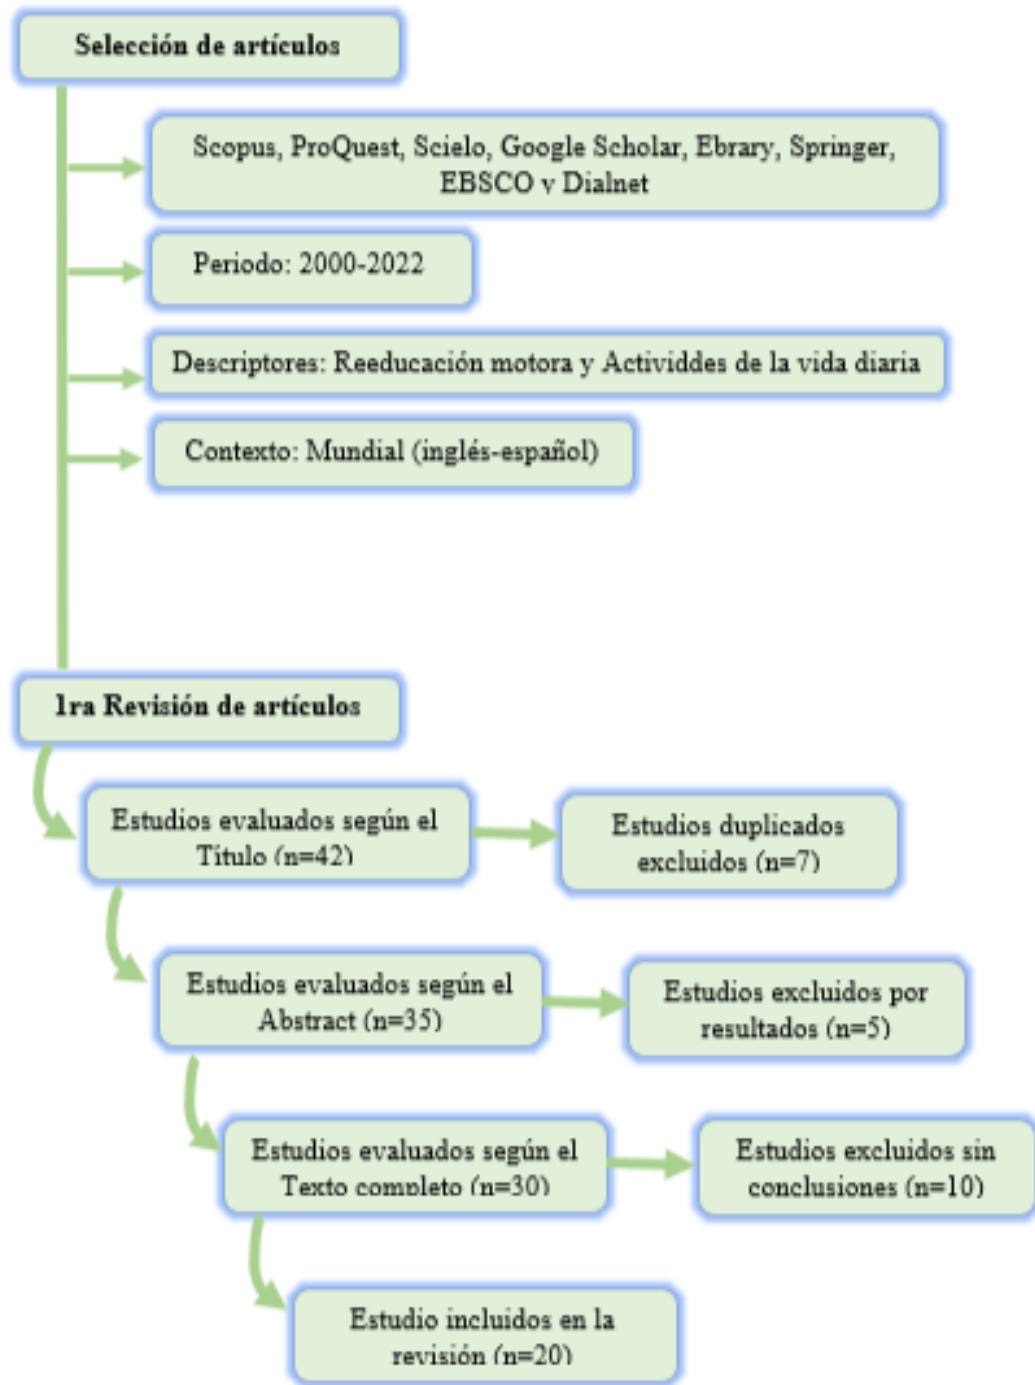 Selección de artículos
Scopus, ProQuest, Scielo, Google Scholar, Ebrary, Springer,
EBSCO y Dialnet
Periodo: 2000-2022
Descriptores: Reeducación motora y Actividdes de la vida diaria
Contexto: Mundial (inglés-español)
1ra Revisión de artículos
Estudios evaluados según el
Título (n=42)
Estudios duplicados
excluidos (n=7)
Estudios evaluados según el
Abstract (n=35)
Estudios excluidos por
resultados (n=5)
Estudios evaluados según el
Texto completo (n=30)
Estudios excluidos sin
conclusiones (n=10)
Estudio incluidos en la
revisión (n=20)